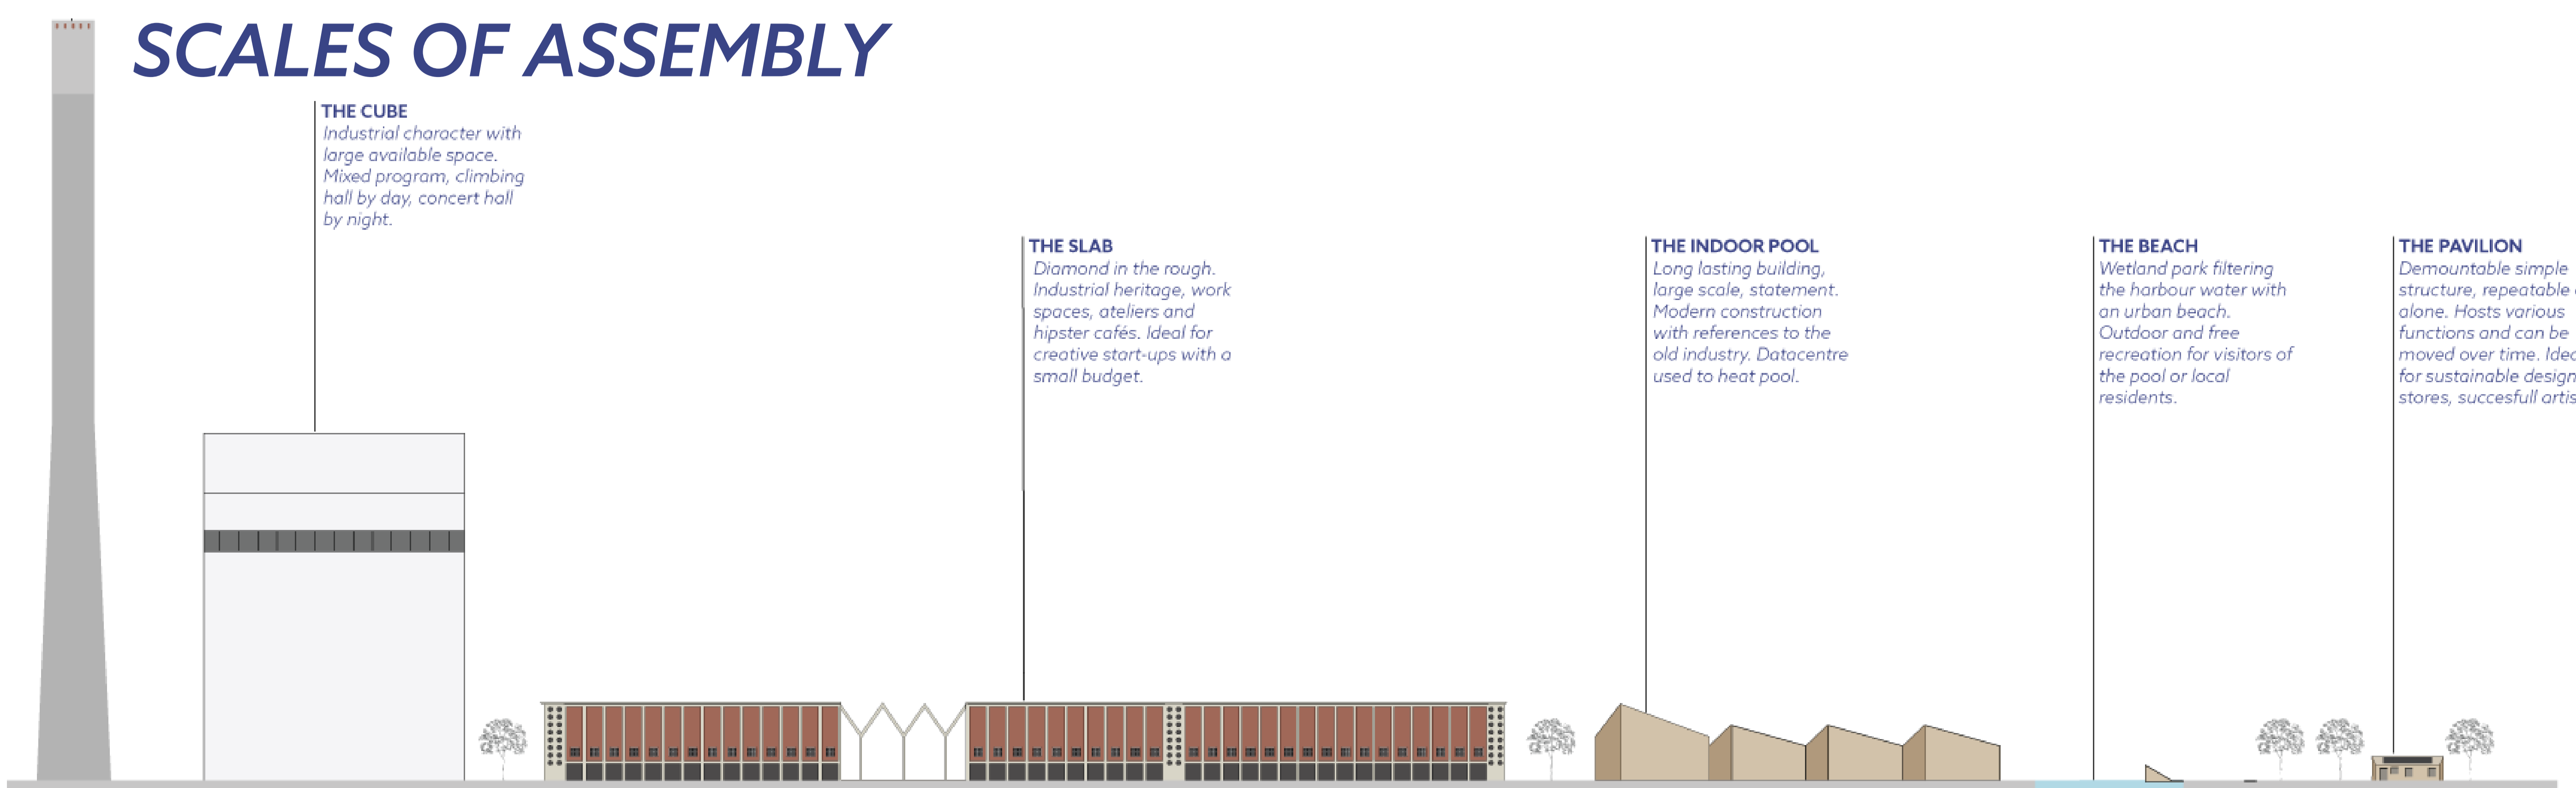 SCALES OF ASSEMBLY
THE CUBE
Industrial character with
large available space.
Mixed program, climbing
hall by day, concert hall
by night.
THE SLAB
Diamond in the rough.
Industrial heritage, work
spaces, ateliers and
hipster cafés. Ideal for
creative start-ups with a
small budget.
THE INDOOR POOL
Long lasting building,
large scale, statement.
Modern construction
with references to the
old industry. Datacentre
used to heat pool.
THE BEACH
Wetland park filtering
the harbour water with
an urban beach.
Outdoor and free
recreation for visitors of
the pool or local
residents.
THE PAVILION
Demountable simple
structure, repeatable
alone. Hosts various
functions and can be
moved over time.
for sustainable design
stores, succesfull